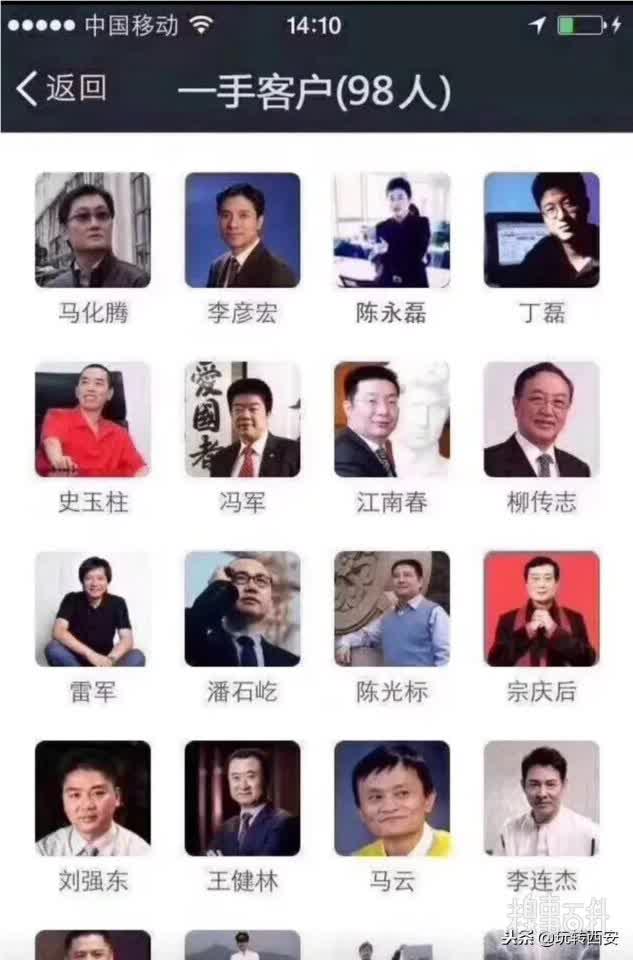 中国移动 14:10
返回 一手客户(98人)
马化腾 李彦宏 陈永磊 丁磊
愛國者
史玉柱 冯军 江南春 柳传志
雷军 潘石屹 陈光标 宗庆后
刘强东 王健林 马云 李连杰
头条 @玩转西安